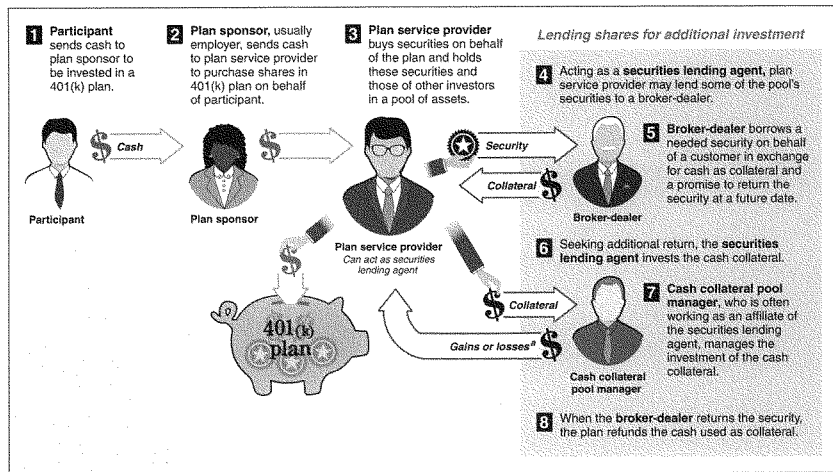 1 Participant
sends cash to
plan sponsor to
be invested in a
401(k) plan.
2 Plan sponsor, usually
employer, sends cash
to plan service provider
to purchase shares in
401(k) plan on behalf
of participant.
3 Plan service provider
buys securities on behalf
of the plan and holds
these securities and
those of other investors
in a pool of assets.
Lending shares for additional investment
4 Acting as a securities lending agent, plan
service provider may lend some of the pool's
securities to a broker-dealer.
5 Broker-dealer borrows a
needed security on behalf
of a customer in exchange
for cash as collateral and
a promise to return the
security at a future date.
6 Seeking additional return, the securities
lending agent invests the cash collateral.
7 Cash collateral pool
manager, who is often
working as an affiliate of
the securities lending
agent, manages the
investment of the cash
collateral.
8 When the broker-dealer returns the security,
the plan refunds the cash used as collateral.
$ Cash
Participant
$
Plan sponsor
Security
Collateral $
Broker-dealer
Plan service provider
Can act as securities
lending agent
$
$ Collateral
Gains or losses a $
Cash collateral
pool manager
401(k)
plan